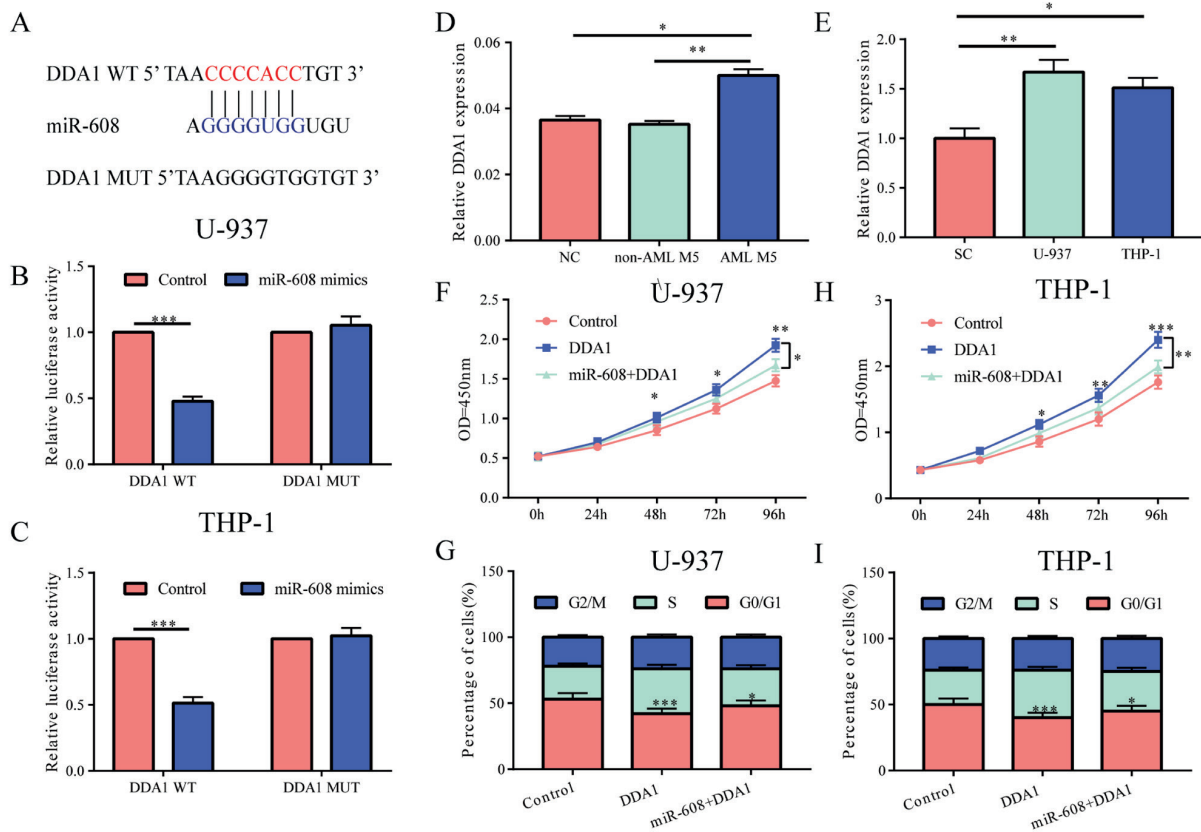 A
DDA1 WT 5’ TAACCCCACCTGT 3’
miR-608 AGGGGUGGUGU
DDA1 MUT 5’TAAGGGGTGGTGT 3’
U-937
B
Relative luciferase activity
1.5
1.0
0.5
0.0
Control
miR-608 mimics
***
DDA1 WT
DDA1 MUT
THP-1
C
Relative luciferase activity
1.5
1.0
0.5
0.0
Control
miR-608 mimics
***
DDA1 WT
DDA1 MUT
D
Relative DDA1 expression
0.06
0.04
0.02
0.00
*
**
NC
non-AML M5
AML M5
E
Relative DDA1 expression
2.0
1.5
1.0
0.5
0.0
*
**
SC
U-937
THP-1
F
U-937
OD=450nm
2.5
2.0
1.5
1.0
0.5
0.0
Control
DDA1
miR-608+DDA1
*
*
**
*
0h
24h
48h
72h
96h
H
THP-1
OD=450nm
3
2
1
0
Control
DDA1
miR-608+DDA1
*
**
***
**
0h
24h
48h
72h
96h
G
U-937
Percentage of cells(%)
150
100
50
0
G2/M
S
G0/G1
***
*
Control
DDA1
miR-608+DDA1
I
THP-1
Percentage of cells(%)
150
100
50
0
G2/M
S
G0/G1
***
*
Control
DDA1
miR-608+DDA1